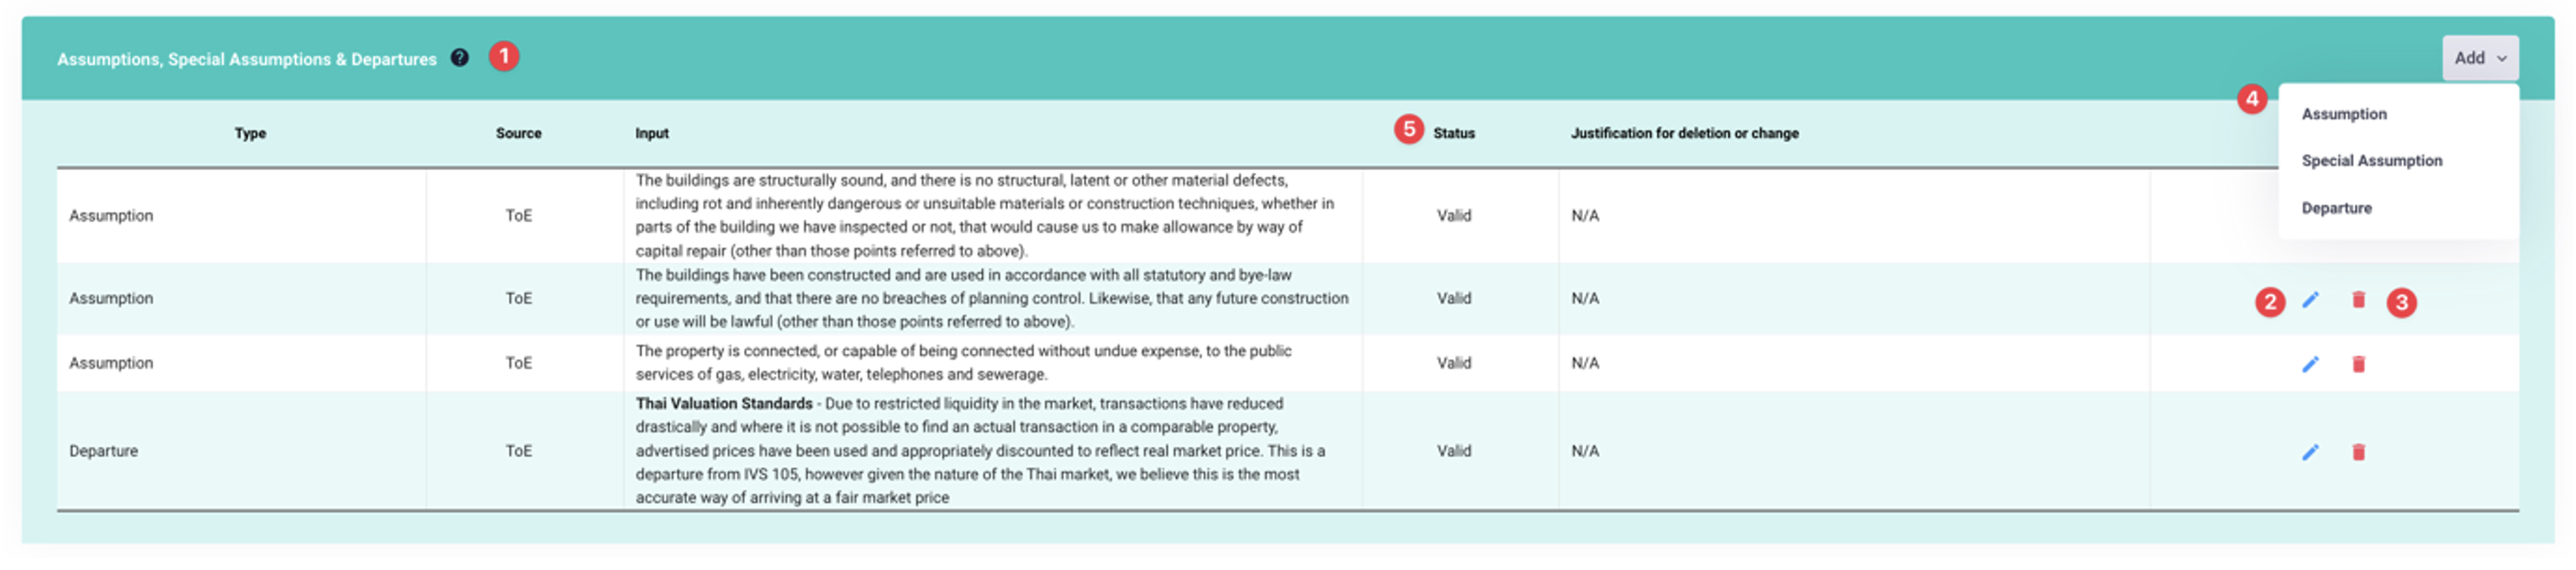 Assumptions, Special Assumptions & Departures ? 1
Add
4
Assumption
Special Assumption
Departure
Type Source Input 5 Status Justification for deletion or change
Assumption ToE The buildings are structurally sound, and there is no structural, latent or other material defects,
including rot and inherently dangerous or unsuitable materials or construction techniques, whether in
parts of the building we have inspected or not, that would cause us to make allowance by way of
capital repair (other than those points referred to above).
Valid N/A
Assumption ToE The buildings have been constructed and are used in accordance with all statutory and bye-law
requirements, and that there are no breaches of planning control. Likewise, that any future construction
or use will be lawful (other than those points referred to above).
Valid N/A 2 3
Assumption ToE The property is connected, or capable of being connected without undue expense, to the public
services of gas, electricity, water, telephones and sewerage.
Valid N/A
Departure ToE Thai Valuation Standards - Due to restricted liquidity in the market, transactions have reduced
drastically and where it is not possible to find an actual transaction in a comparable property,
advertised prices have been used and appropriately discounted to reflect real market price. This is a
departure from IVS 105, however given the nature of the Thai market, we believe this is the most
accurate way of arriving at a fair market price
Valid N/A